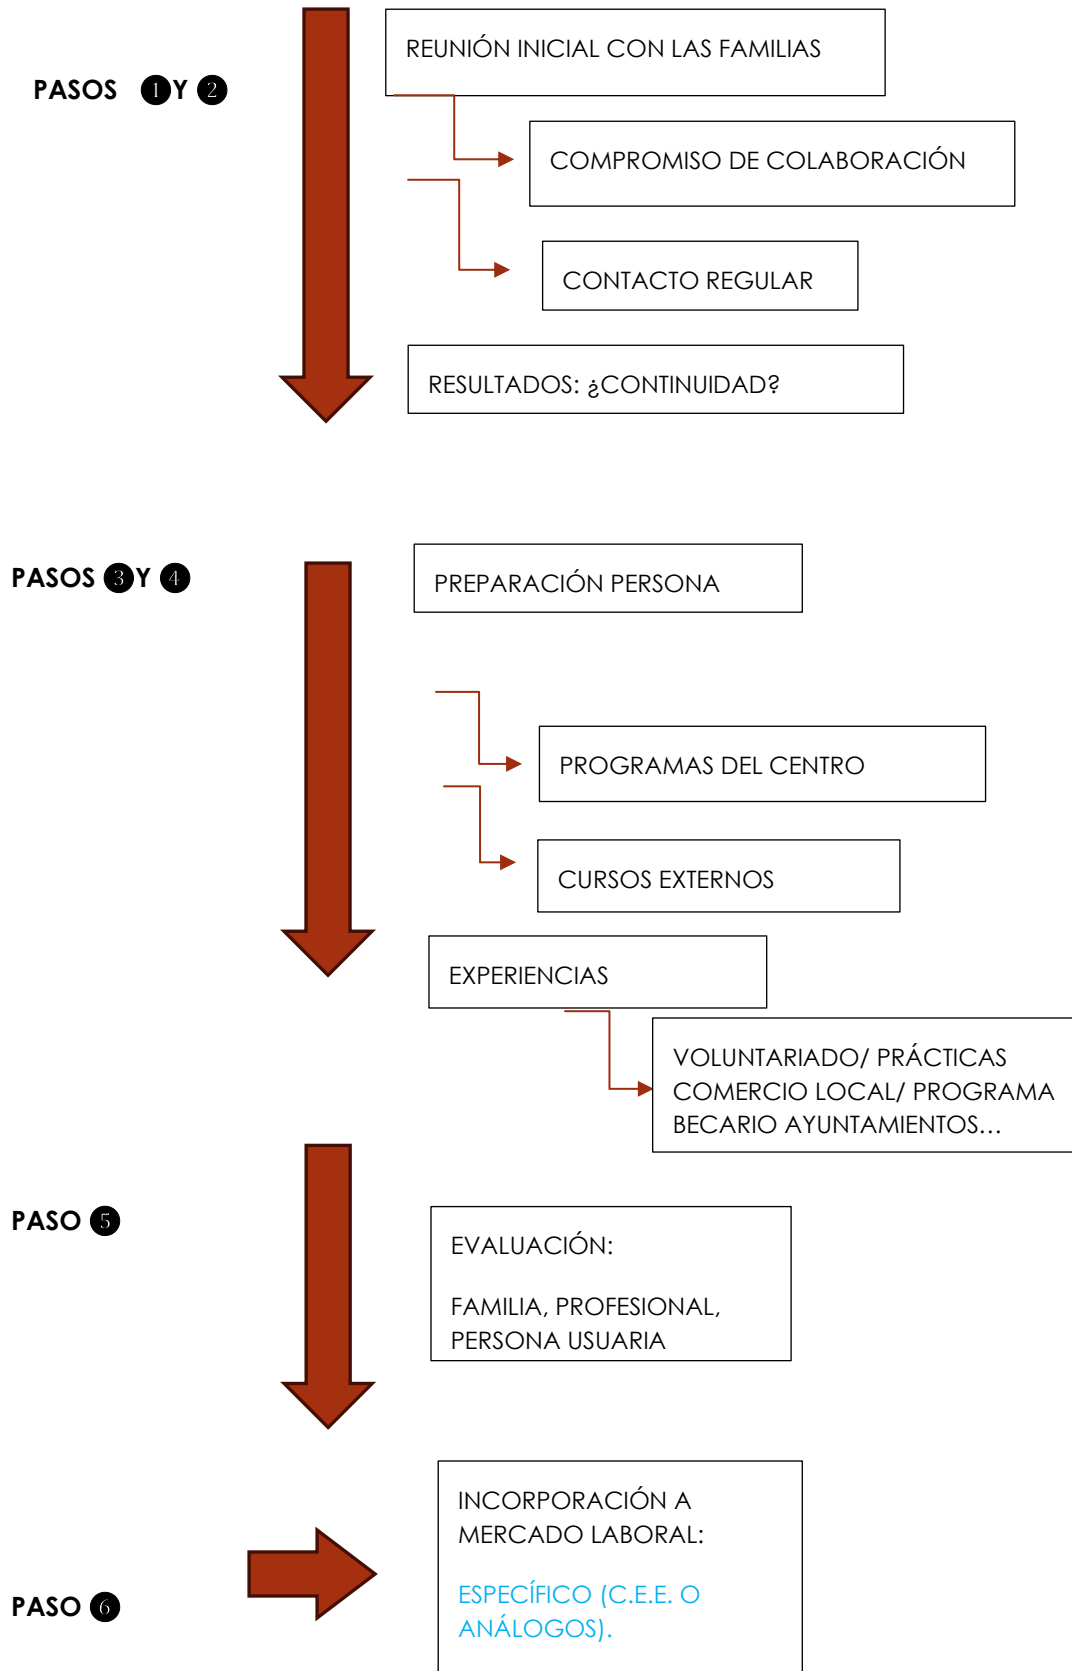 REUNIÓN INICIAL CON LAS FAMILIAS
PASOS ❶Y ❷
COMPROMISO DE COLABORACIÓN
CONTACTO REGULAR
RESULTADOS: ¿CONTINUIDAD?
PASOS ❸Y ❹
PREPARACIÓN PERSONA
PROGRAMAS DEL CENTRO
CURSOS EXTERNOS
EXPERIENCIAS
VOLUNTARIADO/ PRÁCTICAS
COMERCIO LOCAL/ PROGRAMA
BECARIO AYUNTAMIENTOS…
PASO ❺
EVALUACIÓN:
FAMILIA, PROFESIONAL,
PERSONA USUARIA
INCORPORACIÓN A
MERCADO LABORAL:
ESPECÍFICO (C.E.E. O
ANÁLOGOS).
PASO ❻